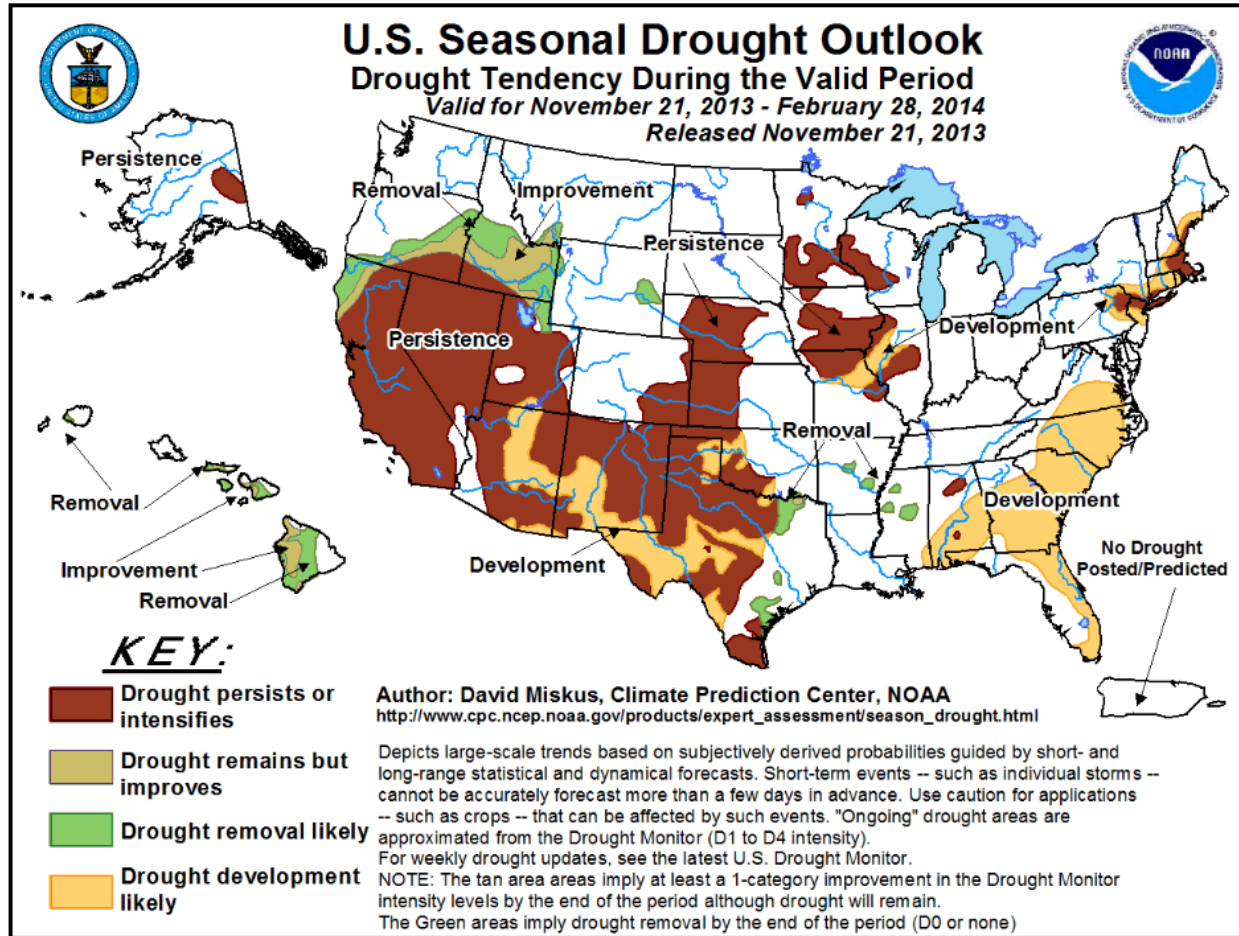 U.S. Seasonal Drought Outlook
Drought Tendency During the Valid Period
Valid for November 21, 2013 - February 28, 2014
Released November 21, 2013
NOAA
Persistence
Removal
Improvement
Persistence
Persistence
Development
Removal
Development
Development
No Drought
Posted/Predicted
Removal
Improvement
Removal
KEY:
Drought persists or
intensifies
Drought remains but
improves
Drought removal likely
Drought development
likely
Author: David Miskus, Climate Prediction Center, NOAA
http://www.cpc.ncep.noaa.gov/products/expert_assessment/season_drought.html
Depicts large-scale trends based on subjectively derived probabilities guided by short- and
long-range statistical and dynamical forecasts. Short-term events -- such as individual storms --
cannot be accurately forecast more than a few days in advance. Use caution for applications
-- such as crops -- that can be affected by such events. "Ongoing" drought areas are
approximated from the Drought Monitor (D1 to D4 intensity).
For weekly drought updates, see the latest U.S. Drought Monitor.
NOTE: The tan area areas imply at least a 1-category improvement in the Drought Monitor
intensity levels by the end of the period although drought will remain.
The Green areas imply drought removal by the end of the period (D0 or none)